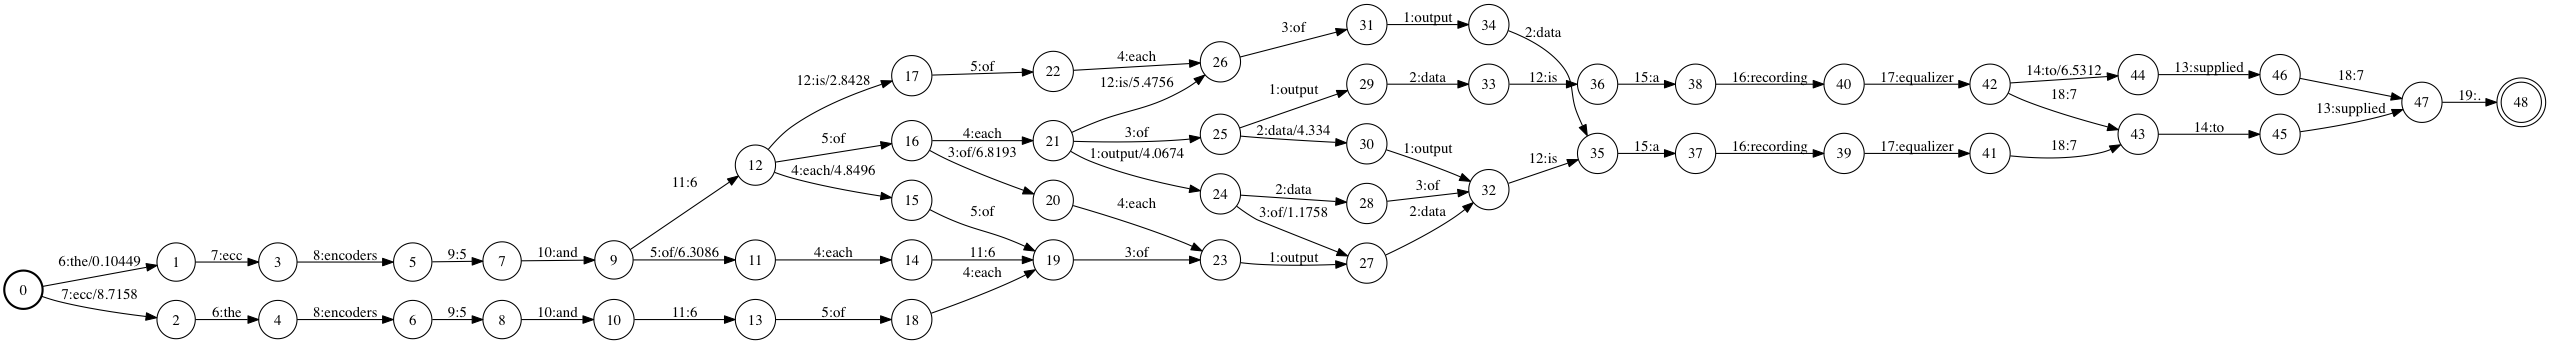 31
1:output
34
3:of
2:data
26
4:each
17
5:of
22
12:is/2.8428
12:is/5.4756
29
2:data
33
12:is
36
15:a
38
16:recording
40
17:equalizer
42
14:to/6.5312
44
13:supplied
46
18:7
1:output
18:7
47
19:.
48
13:supplied
5:of
16
4:each
21
3:of
25
2:data/4.334
30
1:output
43
14:to
45
12
3:of/6.8193
1:output/4.0674
12:is
35
15:a
37
16:recording
39
17:equalizer
41
18:7
4:each/4.8496
11:6
15
5:of
20
4:each
24
2:data
28
3:of
32
3:of/1.1758
2:data
6:the/0.10449
1
7:ecc
3
8:encoders
5
9:5
7
10:and
9
5:of/6.3086
11
4:each
14
11:6
19
3:of
23
1:output
27
4:each
0
7:ecc/8.7158
2
6:the
4
8:encoders
6
9:5
8
10:and
10
11:6
13
5:of
18